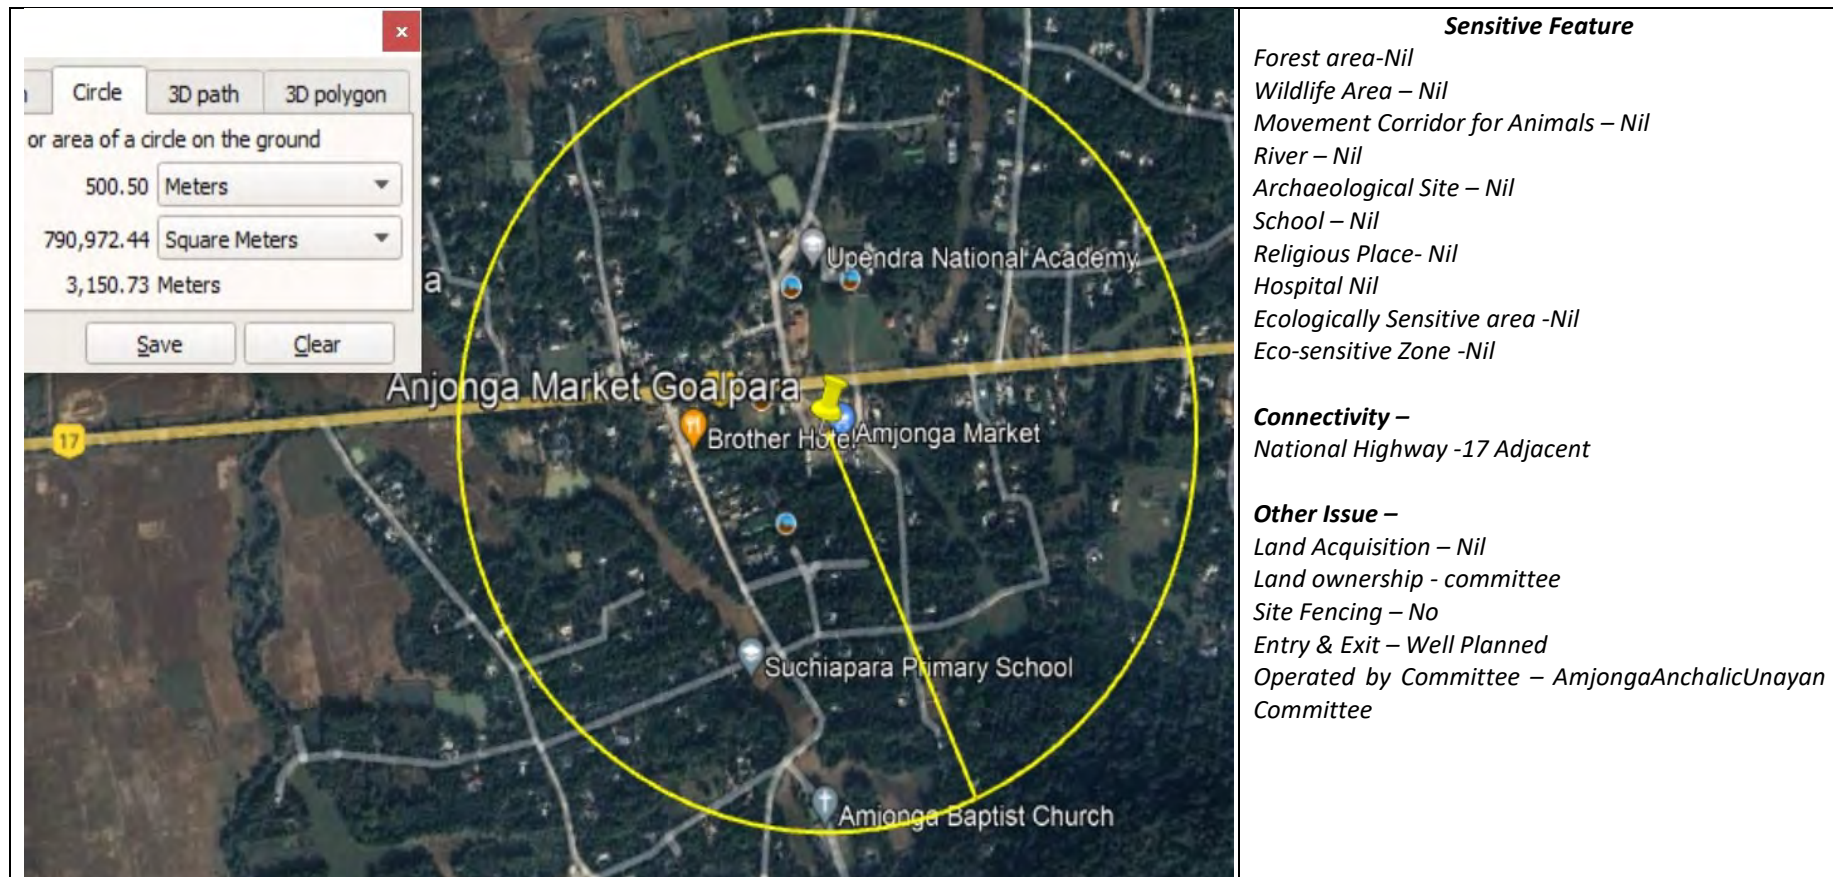 Circle
3D path
3D polygon
or area of a circle on the ground
500.50 Meters
790,972.44 Square Meters
3,150.73 Meters
a
Save
Clear
Upendra National Academy
Anjonga Market Goalpara
17
Brother Hotel
Amjonga Market
Suchiapara Primary School
Amjonga Baptist Church
Sensitive Feature
Forest area-Nil
Wildlife Area – Nil
Movement Corridor for Animals – Nil
River – Nil
Archaeological Site – Nil
School – Nil
Religious Place- Nil
Hospital Nil
Ecologically Sensitive area -Nil
Eco-sensitive Zone -Nil
Connectivity –
National Highway -17 Adjacent
Other Issue –
Land Acquisition – Nil
Land ownership - committee
Site Fencing – No
Entry & Exit – Well Planned
Operated by Committee – AmjongaAnchalicUnayan
Committee